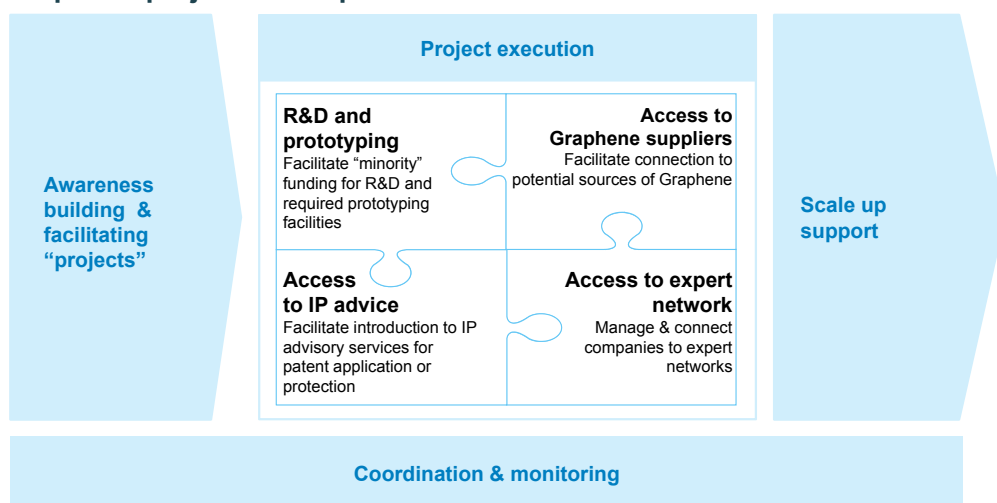 Project execution
Awareness
building &
facilitating
“projects”
R&D and
prototyping
Facilitate “minority”
funding for R&D and
required prototyping
facilities
Access to
Graphene suppliers
Facilitate connection to
potential sources of Graphene
Access
to IP advice
Facilitate introduction to IP
advisory services for
patent application or
protection
Access to expert
network
Manage & connect
companies to expert
networks
Scale up
support
Coordination & monitoring